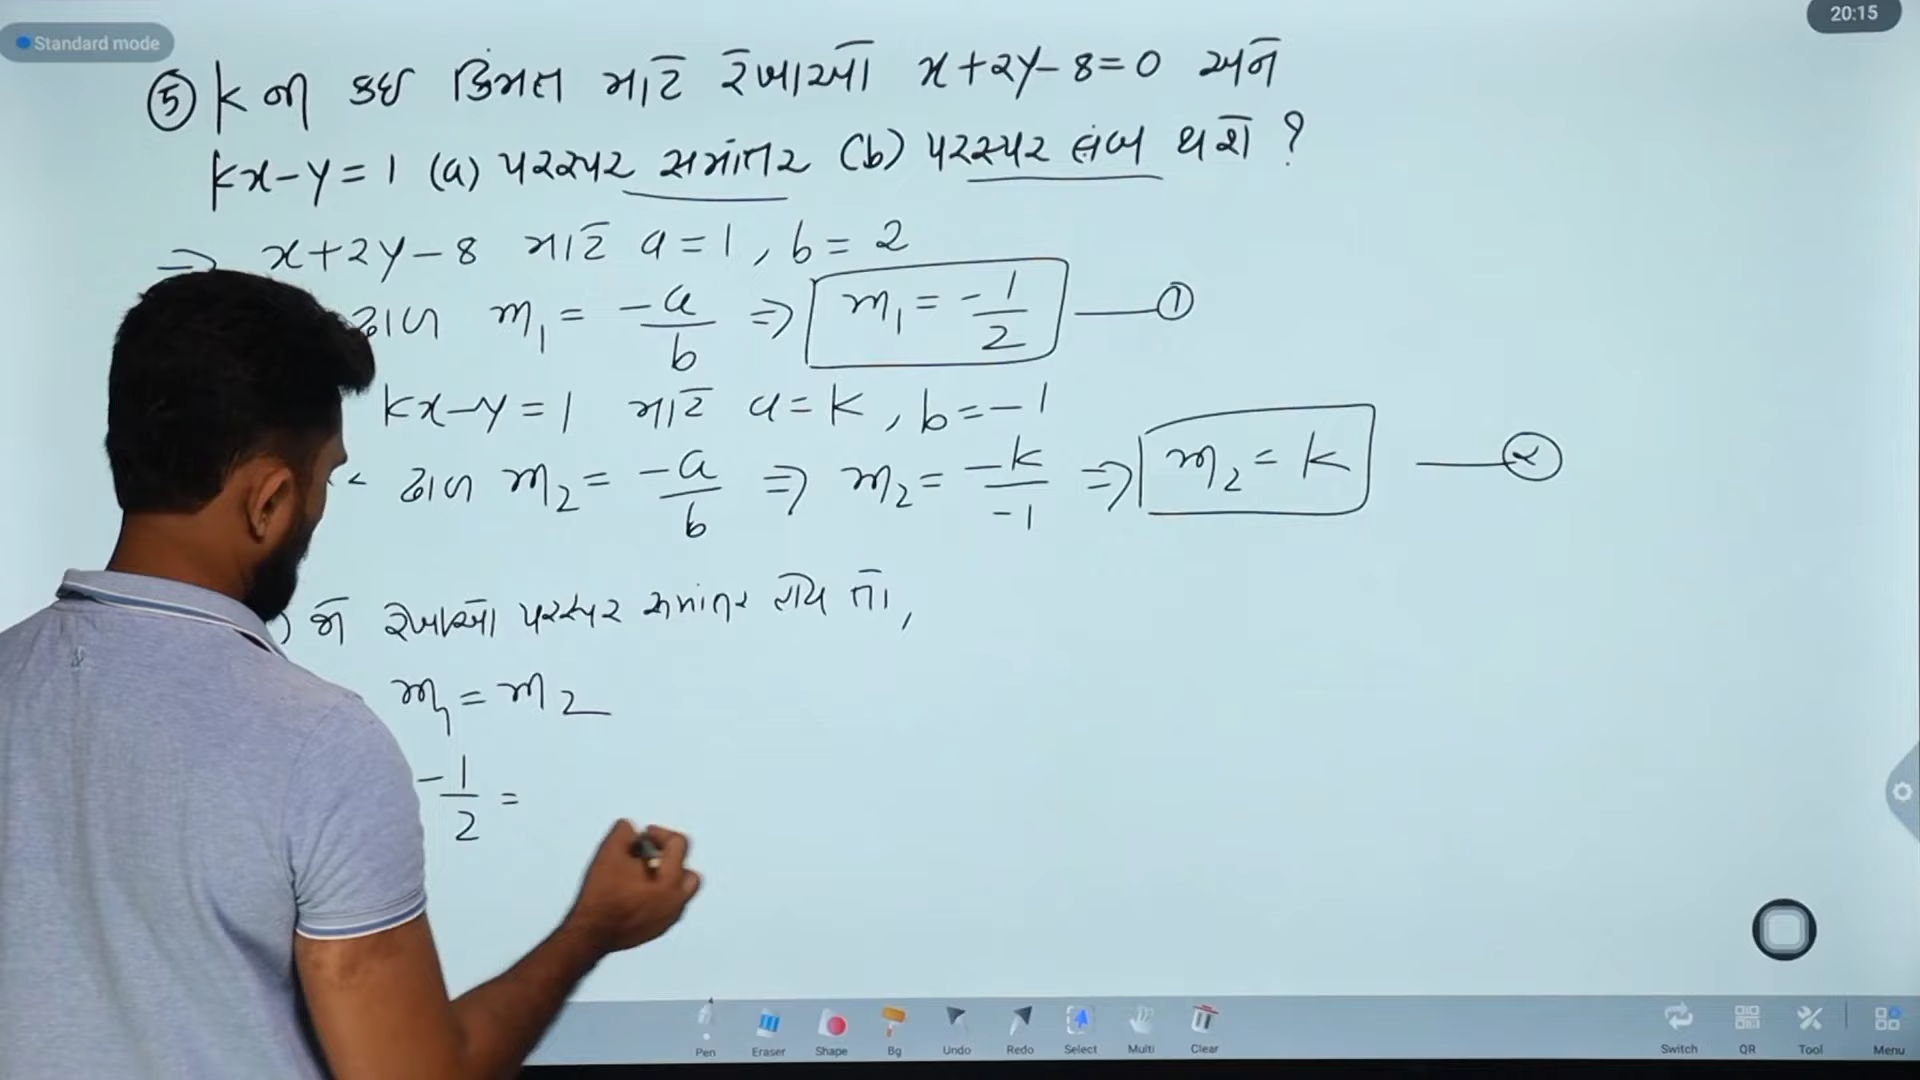 20:15
Standard mode
⑤ k ની કઇ કિંમત માટે રેખાઓ x+2y-8=0 અને
kx-y=1 (a) પરસ્પર સમાંતર (b) પરસ્પર લંબ થશે ?
⇒ x+2y-8 માટે a=1, b=2
ઢાળ m₁ = -a/b ⇒ m₁ = -1/2 —①
kx-y=1 માટે a=k, b=-1
ઢાળ m₂ = -a/b ⇒ m₂ = -k/-1 ⇒ m₂ = k —②
) જો રેખાઓ પરસ્પર સમાંતર હોય તો,
m₁ = m₂
-1/2 =
Pen Eraser Shape Bg Undo Redo Select Multi Clear Switch QR Tool Menu